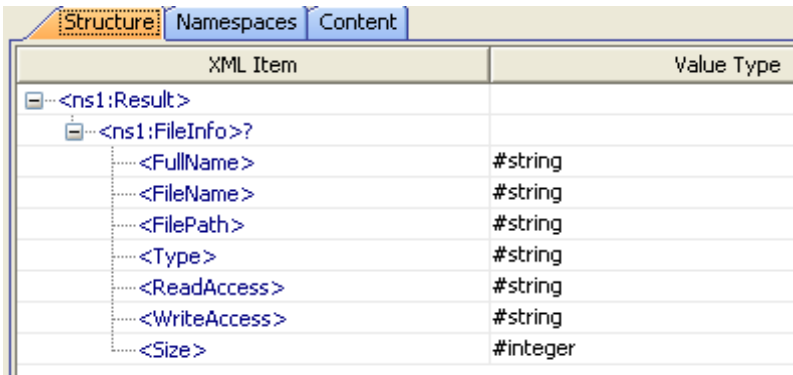 Structure Namespaces Content
XML Item Value Type
<ns1:Result>
<ns1:FileInfo>?
<FullName> #string
<FileName> #string
<FilePath> #string
<Type> #string
<ReadAccess> #string
<WriteAccess> #string
<Size> #integer